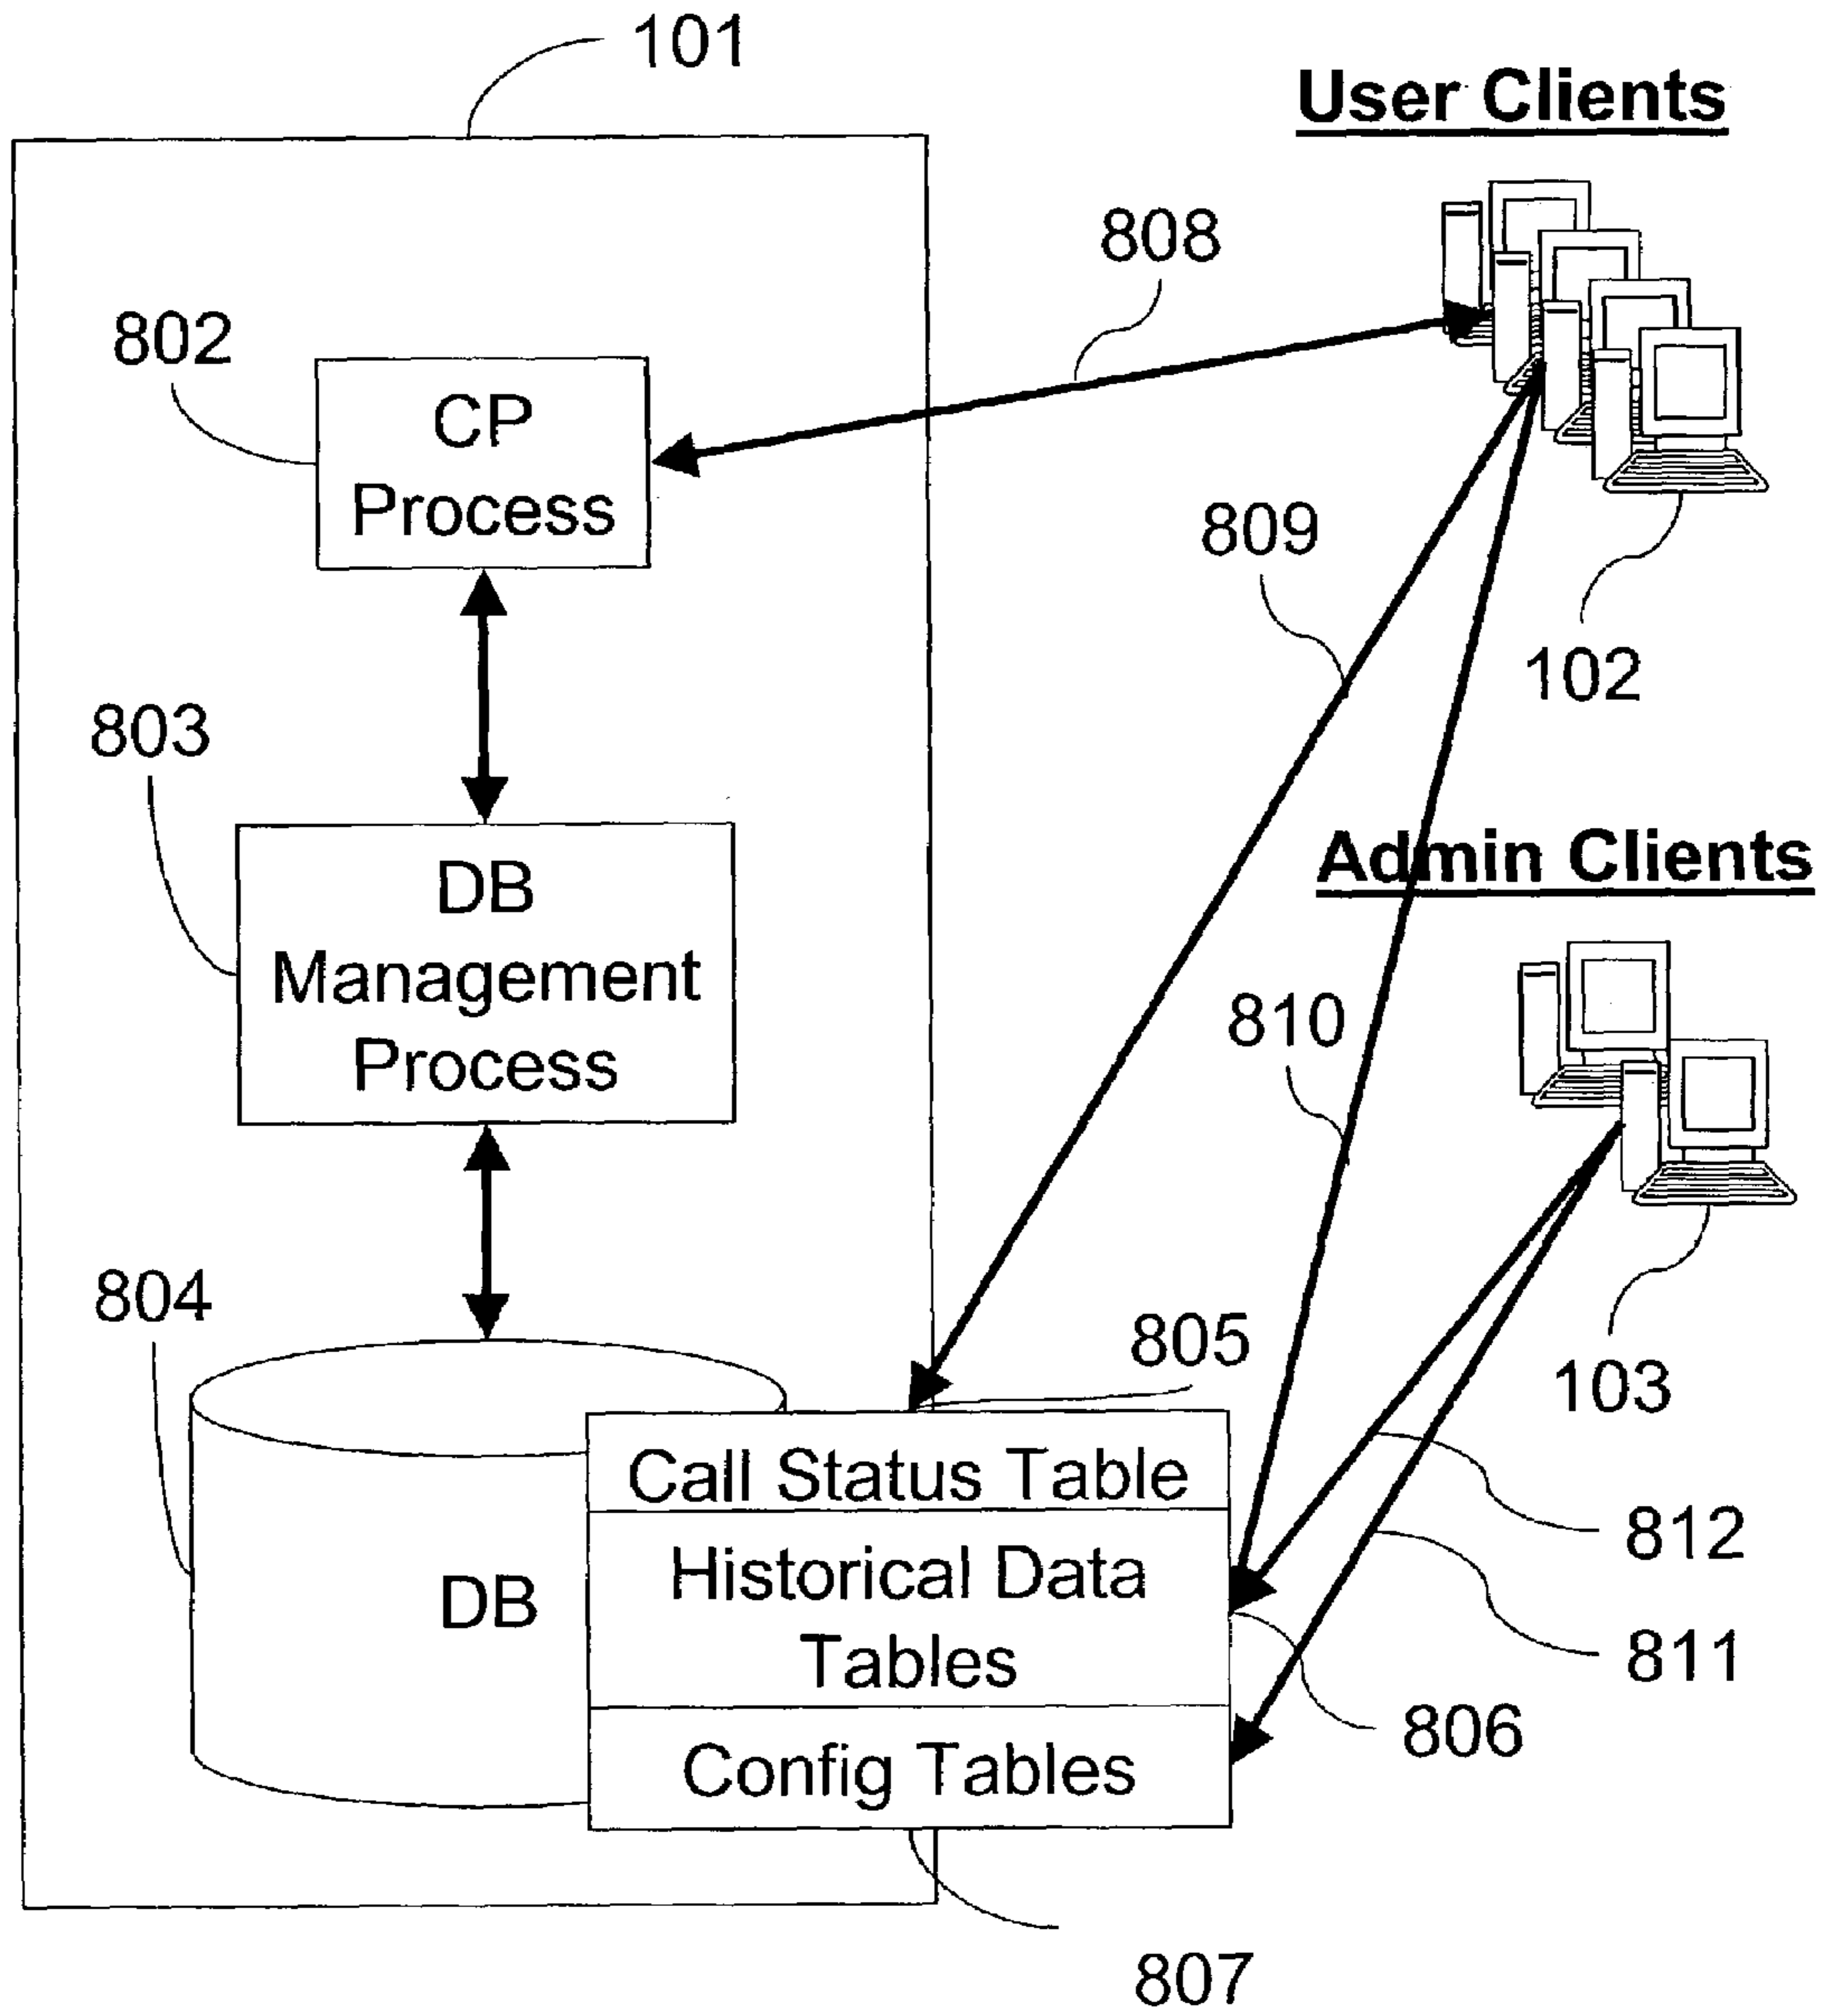 101
User Clients
808
802
CP
Process
809
102
803
DB
Management
Process
Admin Clients
810
804
805
103
Call Status Table
812
Historical Data
Tables
DB
811
806
Config Tables
807